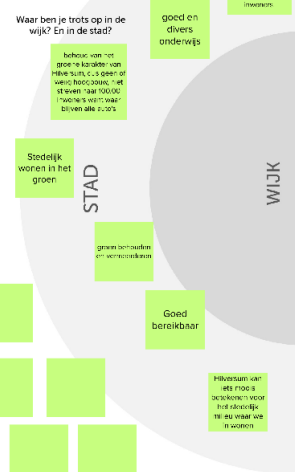 inwoners
Waar ben je trots op in de
wijk? En in de stad?
goed en
divers
onderwijs
behoud van het
groene karakter van
Hilversum, dus geen of
weinig hoogbouw, niet
streven naar 100.00
inwoners want waar
blijven alle auto's
Stedelijk
wonen in het
groen
STAD
WIJK
groen behouden
en vermeerderen
Goed
bereikbaar
Hilversum kan
iets moois
betekenen voor
het stedelijk
milieu waar we
in wonen